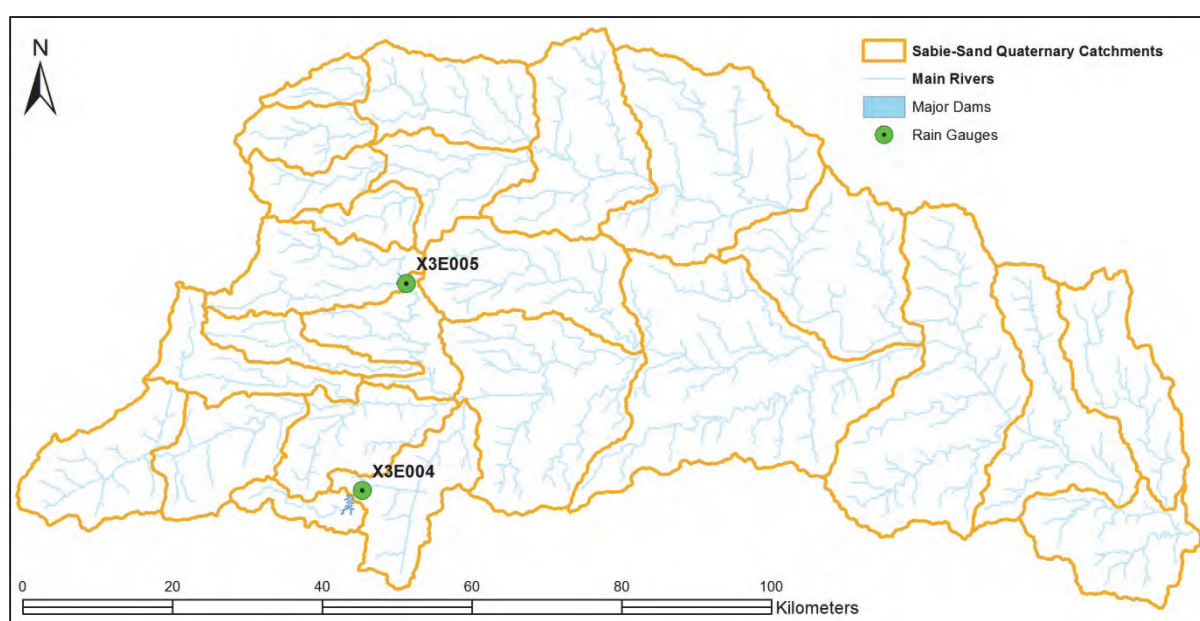 N
Sabie-Sand Quaternary Catchments
Main Rivers
Major Dams
Rain Gauges
X3E005
X3E004
0 20 40 60 80 100
Kilometers